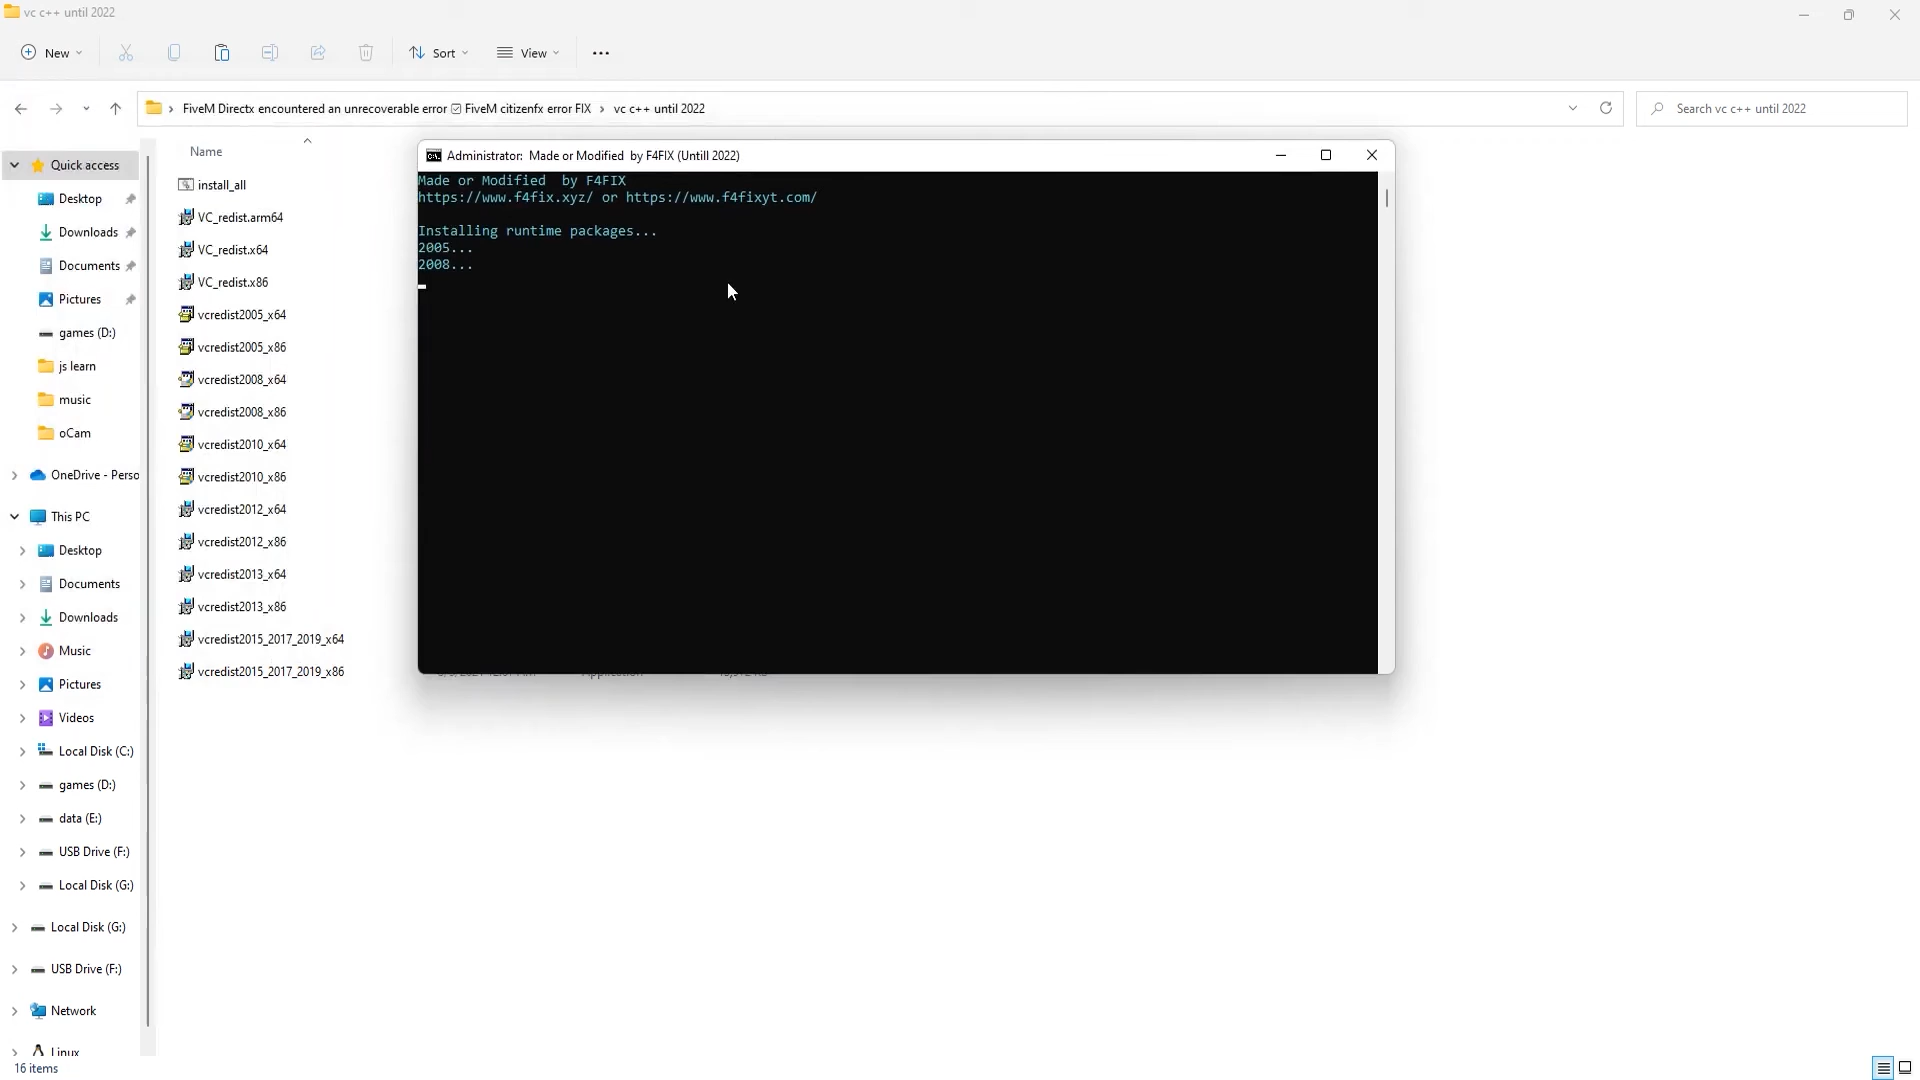 vc c++ until 2022
New
Sort
View
FiveM Directx encountered an unrecoverable error ☑ FiveM citizenfx error FIX › vc c++ until 2022
Search vc c++ until 2022
Quick access
Desktop
Downloads
Documents
Pictures
games (D:)
js learn
music
oCam
OneDrive - Perso
This PC
Desktop
Documents
Downloads
Music
Pictures
Videos
Local Disk (C:)
games (D:)
data (E:)
USB Drive (F:)
Local Disk (G:)
Local Disk (G:)
USB Drive (F:)
Network
Linux
16 items
Name
install_all
VC_redist.arm64
VC_redist.x64
VC_redist.x86
vcredist2005_x64
vcredist2005_x86
vcredist2008_x64
vcredist2008_x86
vcredist2010_x64
vcredist2010_x86
vcredist2012_x64
vcredist2012_x86
vcredist2013_x64
vcredist2013_x86
vcredist2015_2017_2019_x64
vcredist2015_2017_2019_x86
Administrator:  Made or Modified  by F4FIX (Untill 2022)
Made or Modified  by F4FIX
https://www.f4fix.xyz/ or https://www.f4fixyt.com/
Installing runtime packages...
2005...
2008...